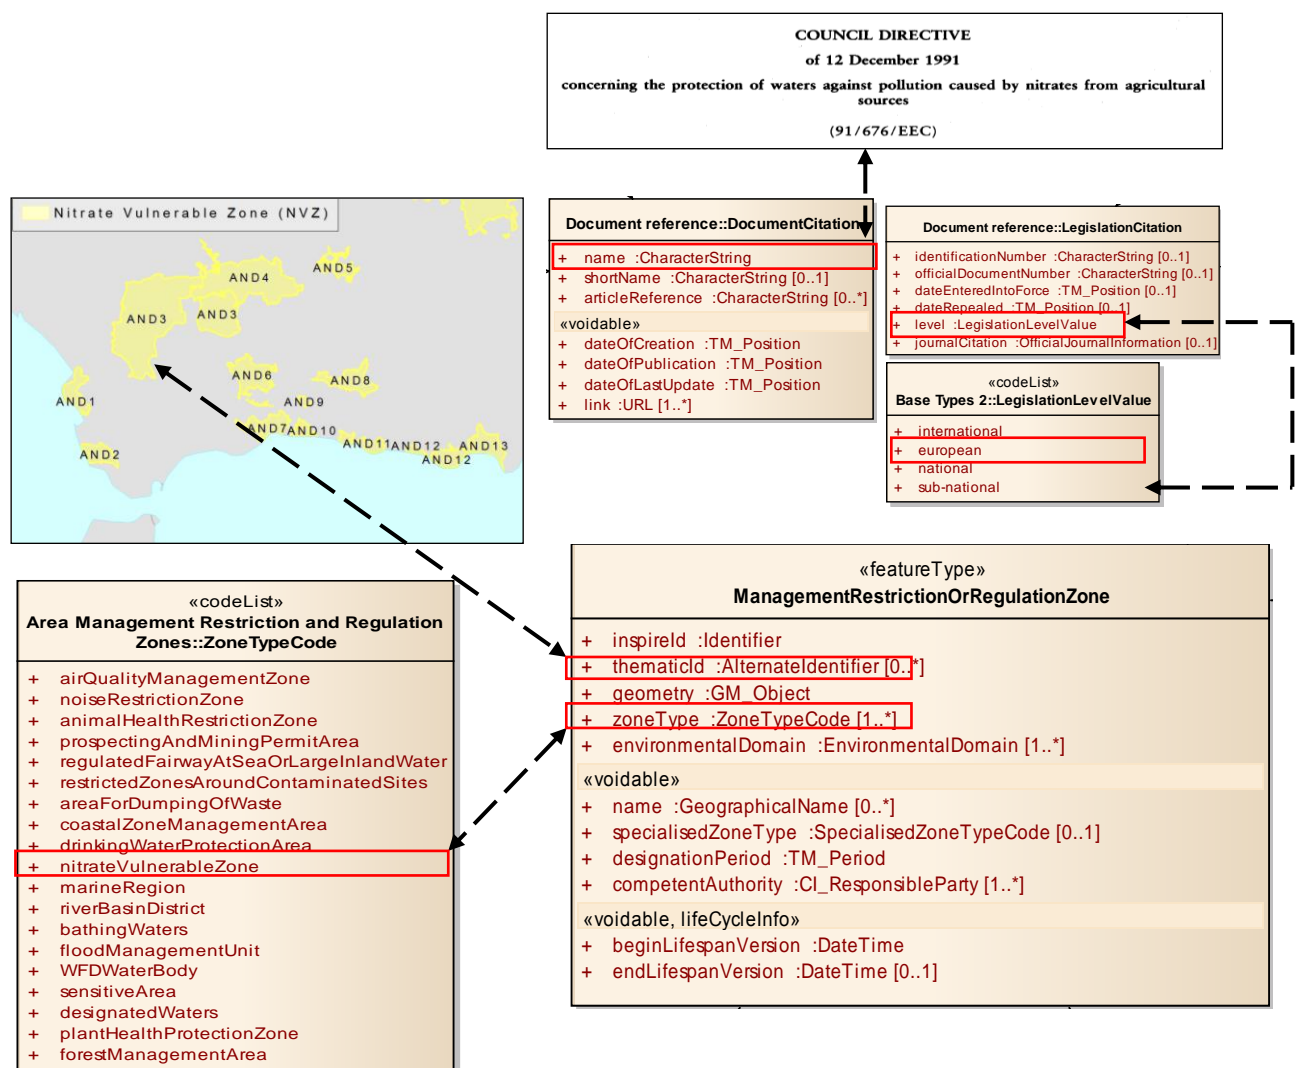 COUNCIL DIRECTIVE
of 12 December 1991
concerning the protection of waters against pollution caused by nitrates from agricultural
sources
(91/676/EEC)
Nitrate Vulnerable Zone (NVZ)
AND4
AND5
AND3
AND3
AND6
AND8
AND1
AND9
AND7
AND10
AND11
AND12
AND13
AND2
AND12
Document reference::DocumentCitation
+ name :CharacterString
+ shortName :CharacterString [0..1]
+ articleReference :CharacterString [0..*]
«voidable»
+ dateOfCreation :TM_Position
+ dateOfPublication :TM_Position
+ dateOfLastUpdate :TM_Position
+ link :URL [1..*]
Document reference::LegislationCitation
+ identificationNumber :CharacterString [0..1]
+ officialDocumentNumber :CharacterString [0..1]
+ dateEnteredIntoForce :TM_Position [0..1]
+ dateRepealed :TM_Position [0..1]
+ level :LegislationLevelValue
+ journalCitation :OfficialJournalInformation [0..1]
«codeList»
Base Types 2::LegislationLevelValue
+ international
+ european
+ national
+ sub-national
«codeList»
Area Management Restriction and Regulation
Zones::ZoneTypeCode
+ airQualityManagementZone
+ noiseRestrictionZone
+ animalHealthRestrictionZone
+ prospectingAndMiningPermitArea
+ regulatedFairwayAtSeaOrLargeInlandWater
+ restrictedZonesAroundContaminatedSites
+ areaForDumpingOfWaste
+ coastalZoneManagementArea
+ drinkingWaterProtectionArea
+ nitrateVulnerableZone
+ marineRegion
+ riverBasinDistrict
+ bathingWaters
+ floodManagementUnit
+ WFDWaterBody
+ sensitiveArea
+ designatedWaters
+ plantHealthProtectionZone
+ forestManagementArea
«featureType»
ManagementRestrictionOrRegulationZone
+ inspireId :Identifier
+ thematicId :AlternateIdentifier [0..*]
+ geometry :GM_Object
+ zoneType :ZoneTypeCode [1..*]
+ environmentalDomain :EnvironmentalDomain [1..*]
«voidable»
+ name :GeographicalName [0..*]
+ specialisedZoneType :SpecialisedZoneTypeCode [0..1]
+ designationPeriod :TM_Period
+ competentAuthority :CI_ResponsibleParty [1..*]
«voidable, lifeCycleInfo»
+ beginLifespanVersion :DateTime
+ endLifespanVersion :DateTime [0..1]